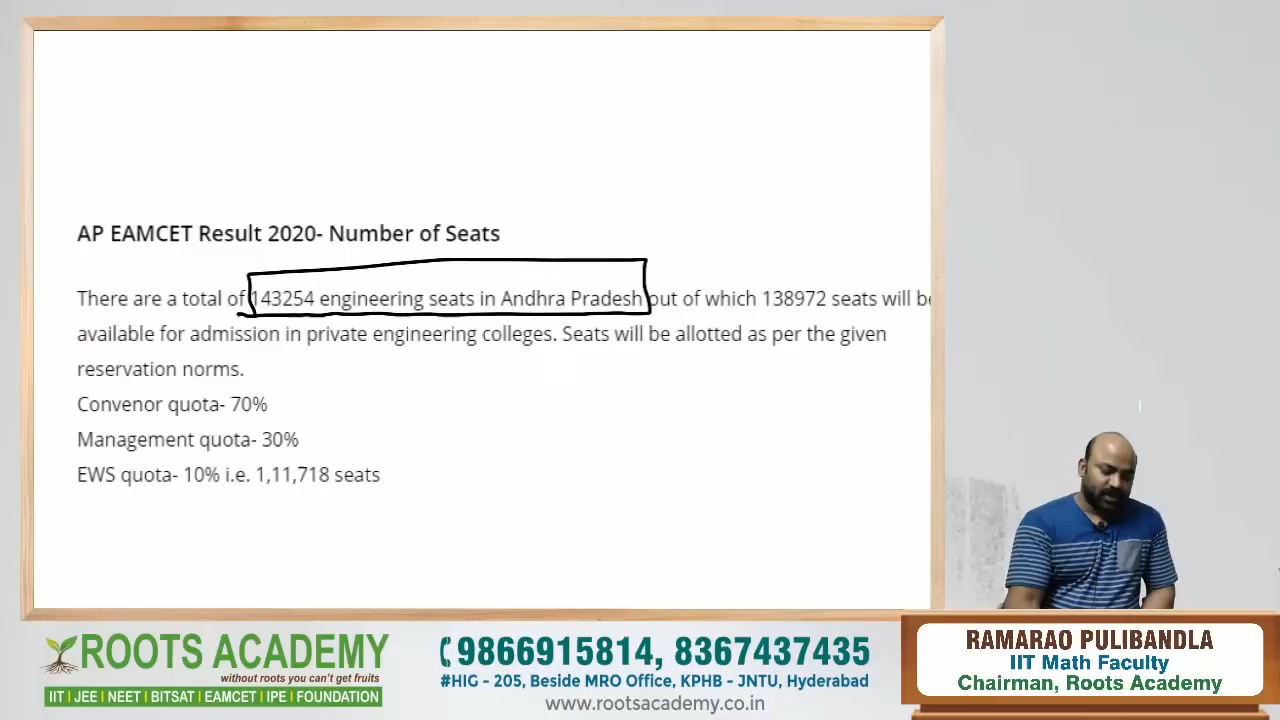 AP EAMCET Result 2020- Number of Seats
There are a total of 143254 engineering seats in Andhra Pradesh out of which 138972 seats will be
available for admission in private engineering colleges. Seats will be allotted as per the given
reservation norms.
Convenor quota- 70%
Management quota- 30%
EWS quota- 10% i.e. 1,11,718 seats
ROOTS ACADEMY
without roots you can't get fruits
IIT | JEE | NEET | BITSAT | EAMCET | IPE | FOUNDATION
9866915814, 8367437435
#HIG - 205, Beside MRO Office, KPHB - JNTU, Hyderabad
www.rootsacademy.co.in
RAMARAO PULIBANDLA
IIT Math Faculty
Chairman, Roots Academy